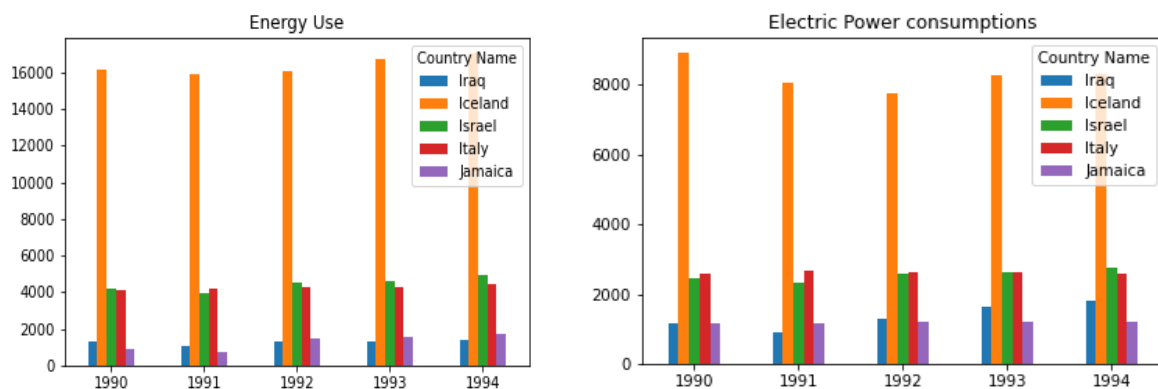 Energy Use
16000
14000
12000
10000
8000
6000
4000
2000
0
1990 1991 1992 1993 1994
Country Name
Iraq
Iceland
Israel
Italy
Jamaica
Electric Power consumptions
8000
6000
4000
2000
0
1990 1991 1992 1993 1994
Country Name
Iraq
Iceland
Israel
Italy
Jamaica